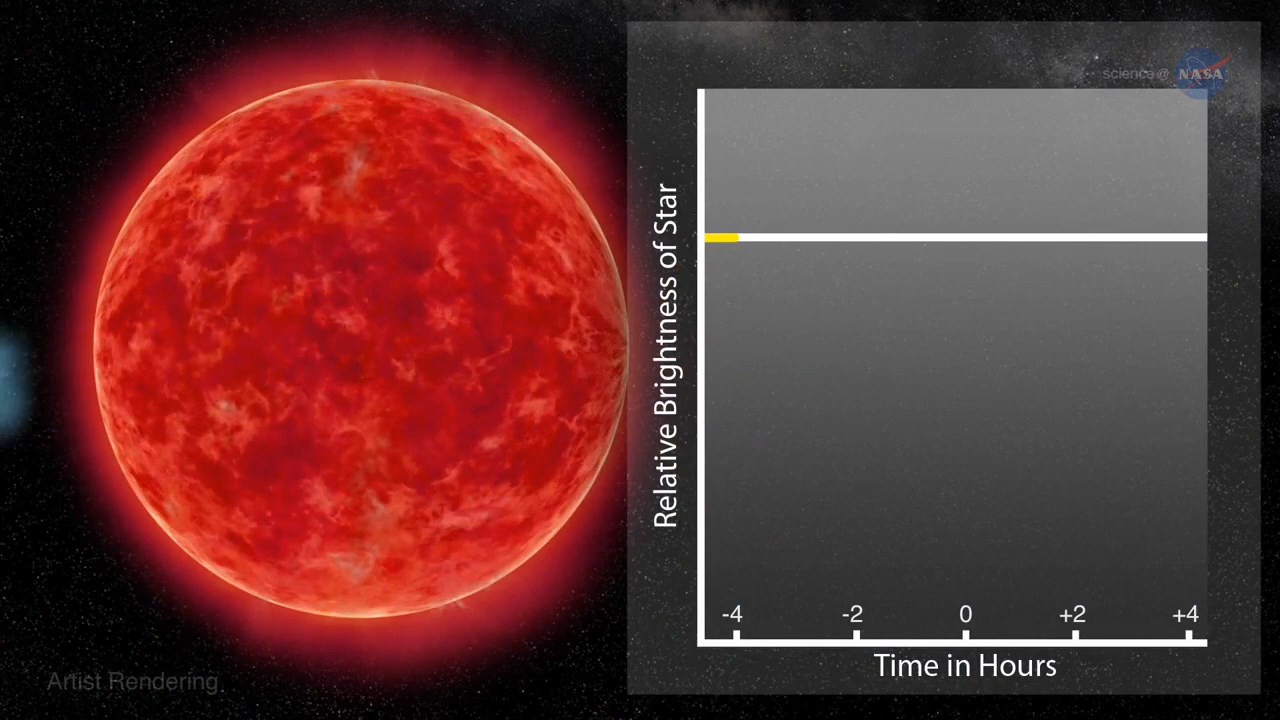 science@ NASA
Relative Brightness of Star
-4 -2 0 +2 +4
Time in Hours
Artist Rendering